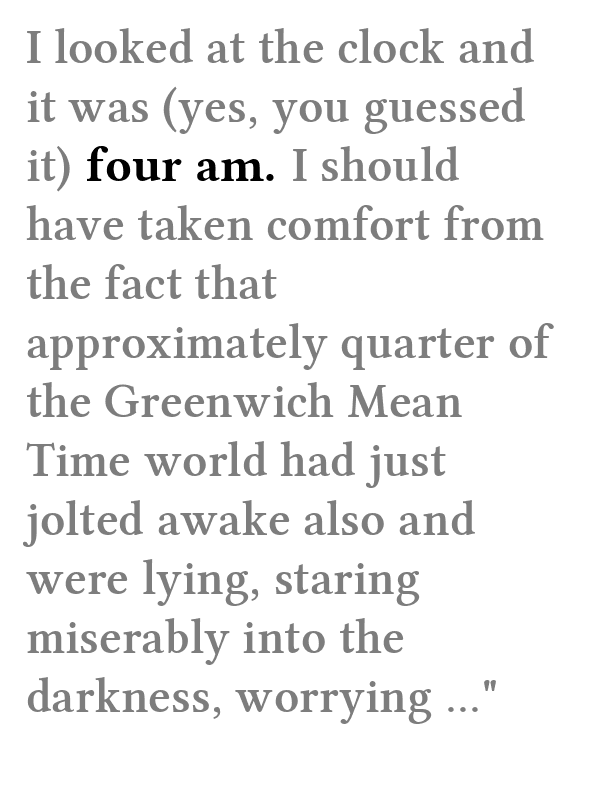 I looked at the clock and
it was (yes, you guessed
it) four am. I should
have taken comfort from
the fact that
approximately quarter of
the Greenwich Mean
Time world had just
jolted awake also and
were lying, staring
miserably into the
darkness, worrying ..."